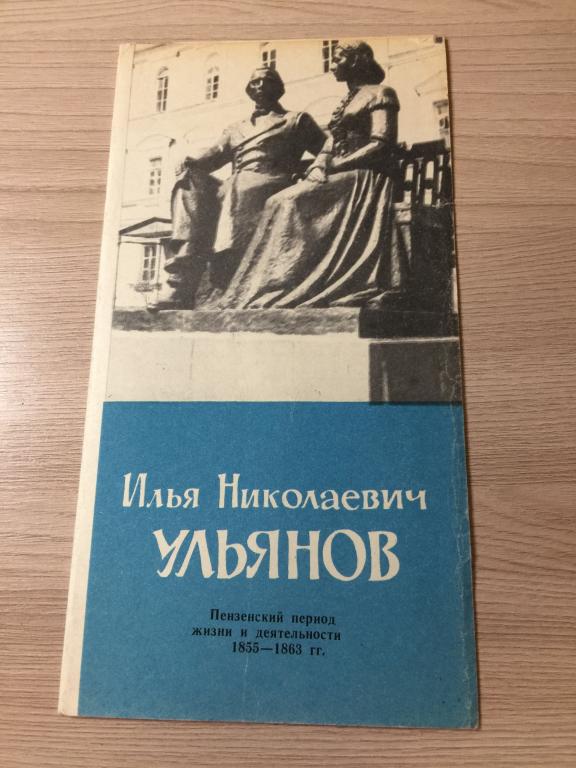 Илья Николаевич
УЛЬЯНОВ
Пензенский период
жизни и деятельности
1855—1863 гг.